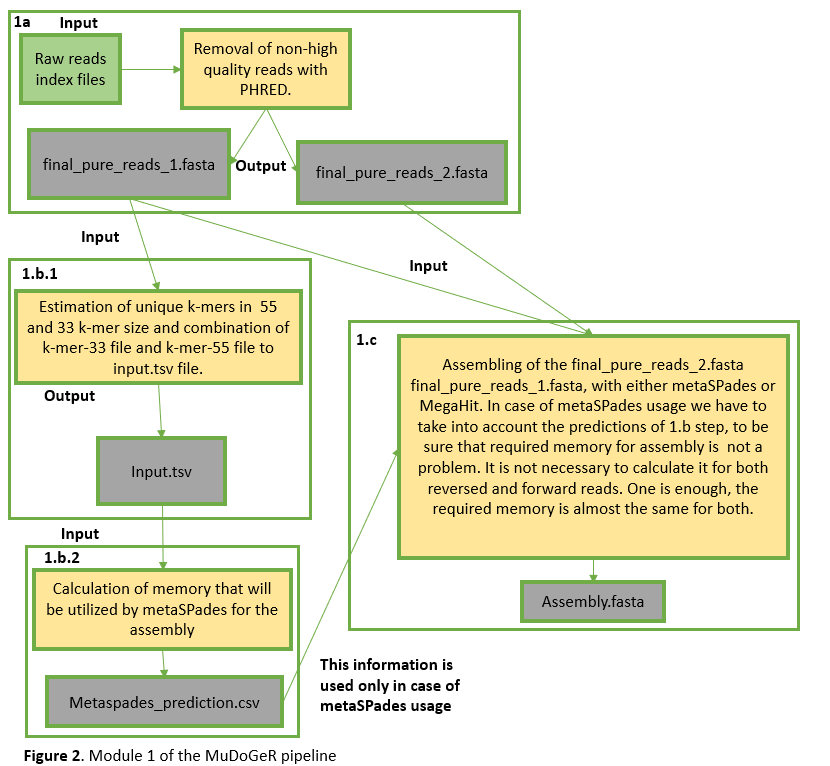 1a
Input
Raw reads
index files
Removal of non-high
quality reads with
PHRED.
final_pure_reads_1.fasta
Output
final_pure_reads_2.fasta
Input
Input
1.b.1
Estimation of unique k-mers in  55
and 33 k-mer size and combination of
k-mer-33 file and k-mer-55 file to
input.tsv file.
Output
Input.tsv
Input
1.b.2
Calculation of memory that will
be utilized by metaSPades for the
assembly
Metaspades_prediction.csv
1.c
Assembling of the final_pure_reads_2.fasta
final_pure_reads_1.fasta, with either metaSPades or
MegaHit. In case of metaSPades usage we have to
take into account the predictions of 1.b step, to be
sure that required memory for assembly is  not a
problem. It is not necessary to calculate it for both
reversed and forward reads. One is enough, the
required memory is almost the same for both.
Assembly.fasta
This information is
used only in case of
metaSPades usage
Figure 2. Module 1 of the MuDoGeR pipeline